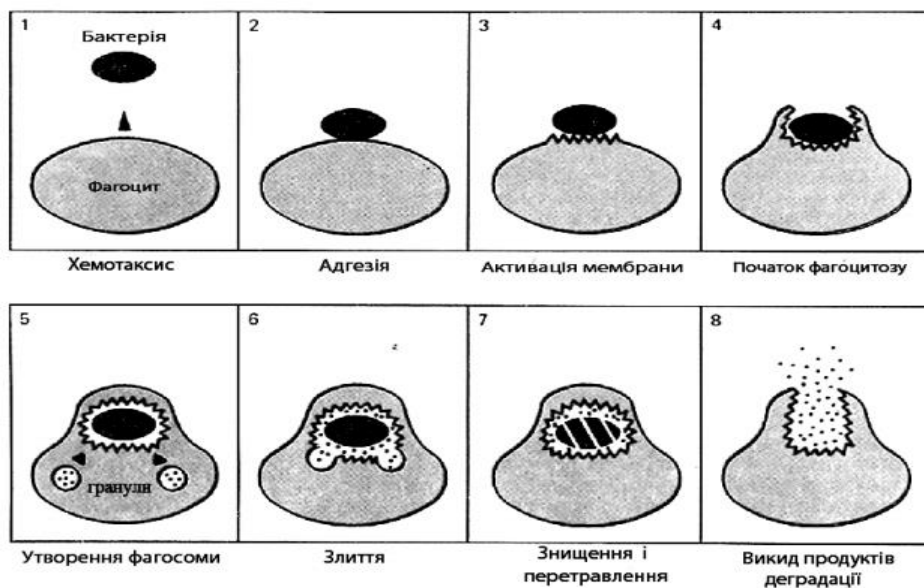 1
Бактерія
Фагоцит
Хемотаксис
2
Адгезія
3
Активація мембрани
4
Початок фагоцитозу
5
гранули
Утворення фагосоми
6
Злиття
7
Знищення і
перетравлення
8
Викид продуктів
деградації